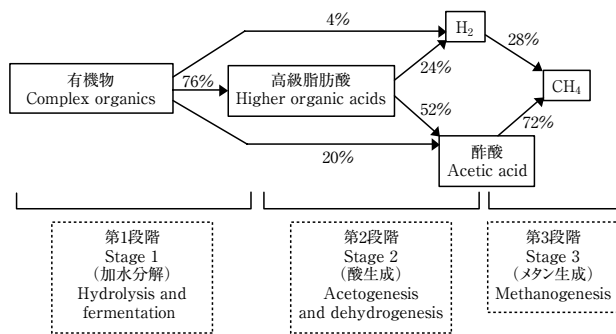 4%
H₂
28%
有機物
Complex organics
76%
高級脂肪酸
Higher organic acids
24%
CH₄
52%
72%
20%
酢酸
Acetic acid
第1段階
Stage 1
(加水分解)
Hydrolysis and
fermentation
第2段階
Stage 2
(酸生成)
Acetogenesis
and dehydrogenesis
第3段階
Stage 3
(メタン生成)
Methanogenesis